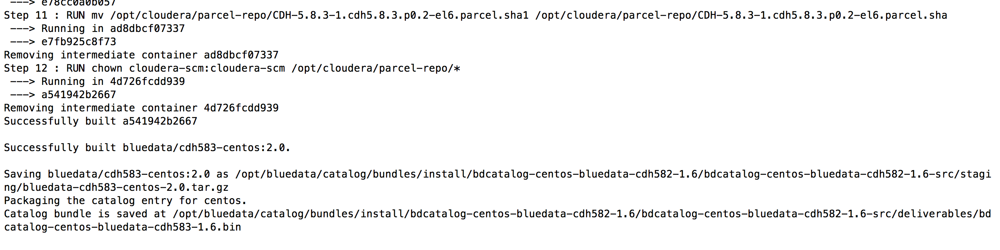 ---> e78cc0a0b057
Step 11 : RUN mv /opt/cloudera/parcel-repo/CDH-5.8.3-1.cdh5.8.3.p0.2-el6.parcel.sha1 /opt/cloudera/parcel-repo/CDH-5.8.3-1.cdh5.8.3.p0.2-el6.parcel.sha
 ---> Running in ad8dbcf07337
 ---> e7fb925c8f73
Removing intermediate container ad8dbcf07337
Step 12 : RUN chown cloudera-scm:cloudera-scm /opt/cloudera/parcel-repo/*
 ---> Running in 4d726fcdd939
 ---> a541942b2667
Removing intermediate container 4d726fcdd939
Successfully built a541942b2667

Successfully built bluedata/cdh583-centos:2.0.

Saving bluedata/cdh583-centos:2.0 as /opt/bluedata/catalog/bundles/install/bdcatalog-centos-bluedata-cdh582-1.6/bdcatalog-centos-bluedata-cdh582-1.6-src/stagi
ng/bluedata-cdh583-centos-2.0.tar.gz
Packaging the catalog entry for centos.
Catalog bundle is saved at /opt/bluedata/catalog/bundles/install/bdcatalog-centos-bluedata-cdh582-1.6/bdcatalog-centos-bluedata-cdh582-1.6-src/deliverables/bd
catalog-centos-bluedata-cdh583-1.6.bin